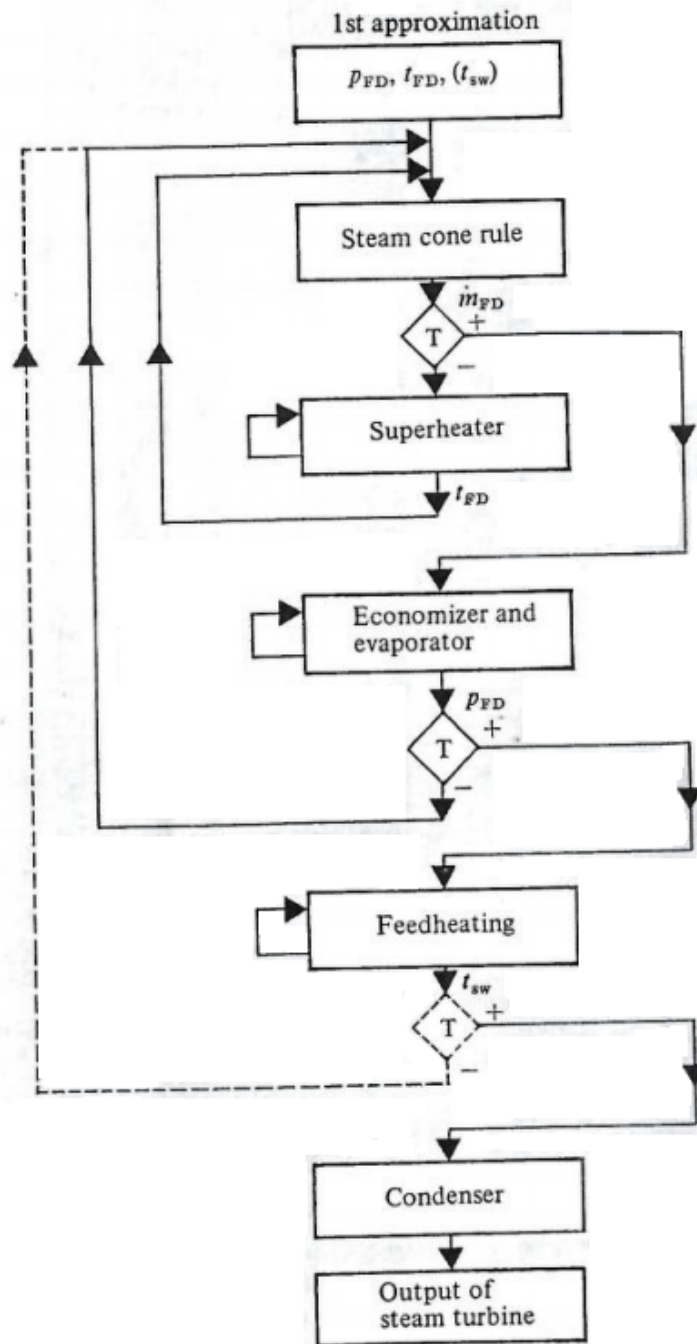 1st approximation
p_FD, t_FD, (t_sw)
Steam cone rule
ṁ_FD
+
T
−
Superheater
t_FD
Economizer and
evaporator
p_FD
+
T
−
Feedheating
t_sw
+
T
−
Condenser
Output of
steam turbine